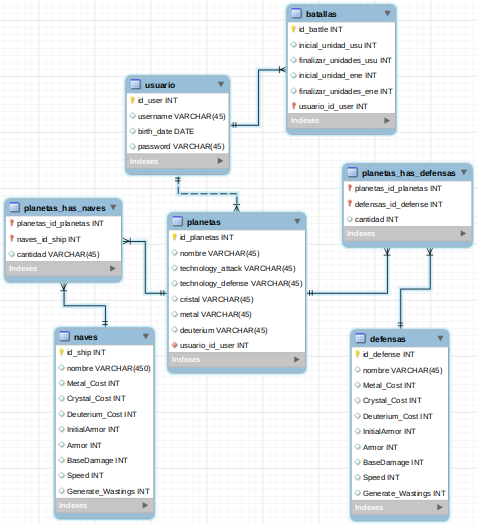 batallas
id_battle INT
inicial_unidad_usu INT
finalizar_unidades_usu INT
inicial_unidad_ene INT
finalizar_unidades_ene INT
usuario_id_user INT
Indexes
usuario
id_user INT
username VARCHAR(45)
birth_date DATE
password VARCHAR(45)
Indexes
planetas_has_defensas
planetas_id_planetas INT
defensas_id_defense INT
cantidad INT
Indexes
planetas_has_naves
planetas_id_planetas INT
naves_id_ship INT
cantidad VARCHAR(45)
Indexes
planetas
id_planetas INT
nombre VARCHAR(45)
technology_attack VARCHAR(45)
technology_defense VARCHAR(45)
cristal VARCHAR(45)
metal VARCHAR(45)
deuterium VARCHAR(45)
usuario_id_user INT
Indexes
naves
id_ship INT
nombre VARCHAR(450)
Metal_Cost INT
Crystal_Cost INT
Deuterium_Cost INT
InitialArmor INT
Armor INT
BaseDamage INT
Speed INT
Generate_Wastings INT
Indexes
defensas
id_defense INT
nombre VARCHAR(45)
Metal_Cost INT
Crystal_Cost INT
Deuterium_Cost INT
InitialArmor INT
Armor INT
BaseDamage INT
Speed INT
Generate_Wastings INT
Indexes